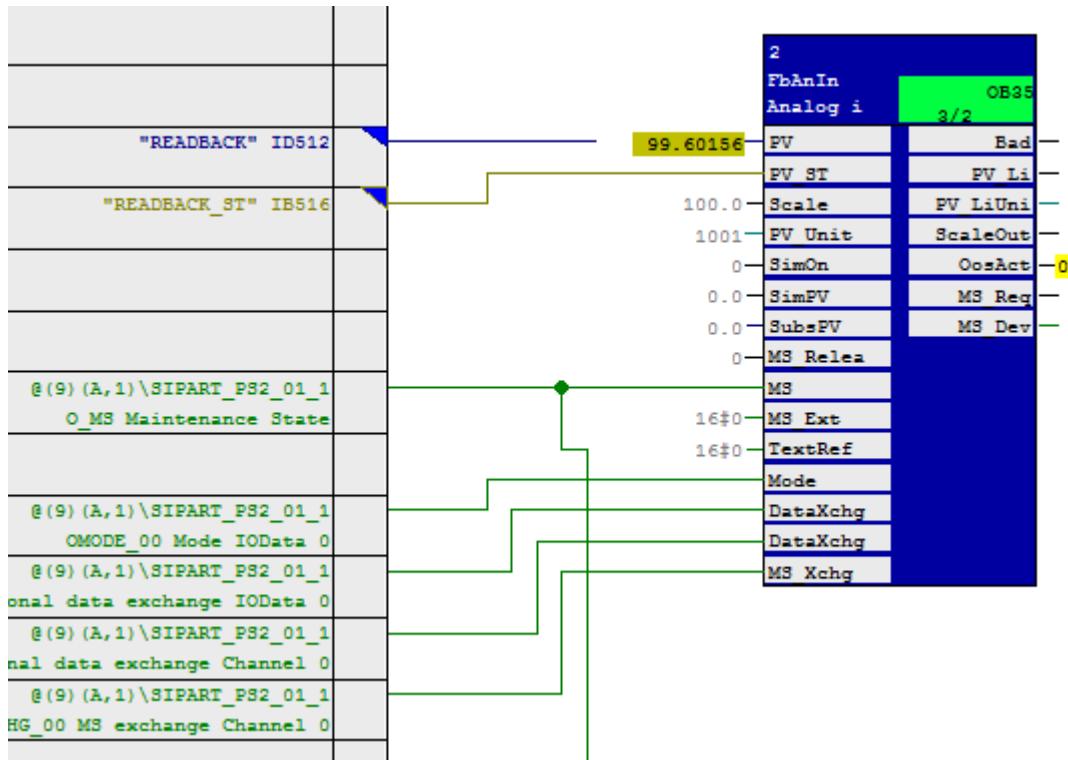 2
FbAnIn
Analog i
OB35
3/2
"READBACK" ID512
99.60156
PV
Bad
PV_ST
PV_Li
"READBACK_ST" IB516
100.0
Scale
PV_LiUni
1001
PV_Unit
ScaleOut
0
SimOn
OosAct
0
0.0
SimPV
MS_Req
0.0
SubsPV
MS_Dev
0
MS_Relea
@(9)(A,1)\SIPART_PS2_01_1
O_MS Maintenance State
MS
16#0
MS_Ext
16#0
TextRef
Mode
@(9)(A,1)\SIPART_PS2_01_1
OMODE_00 Mode IOData 0
DataXchg
DataXchg
@(9)(A,1)\SIPART_PS2_01_1
onal data exchange IOData 0
MS_Xchg
@(9)(A,1)\SIPART_PS2_01_1
nal data exchange Channel 0
@(9)(A,1)\SIPART_PS2_01_1
HG_00 MS exchange Channel 0